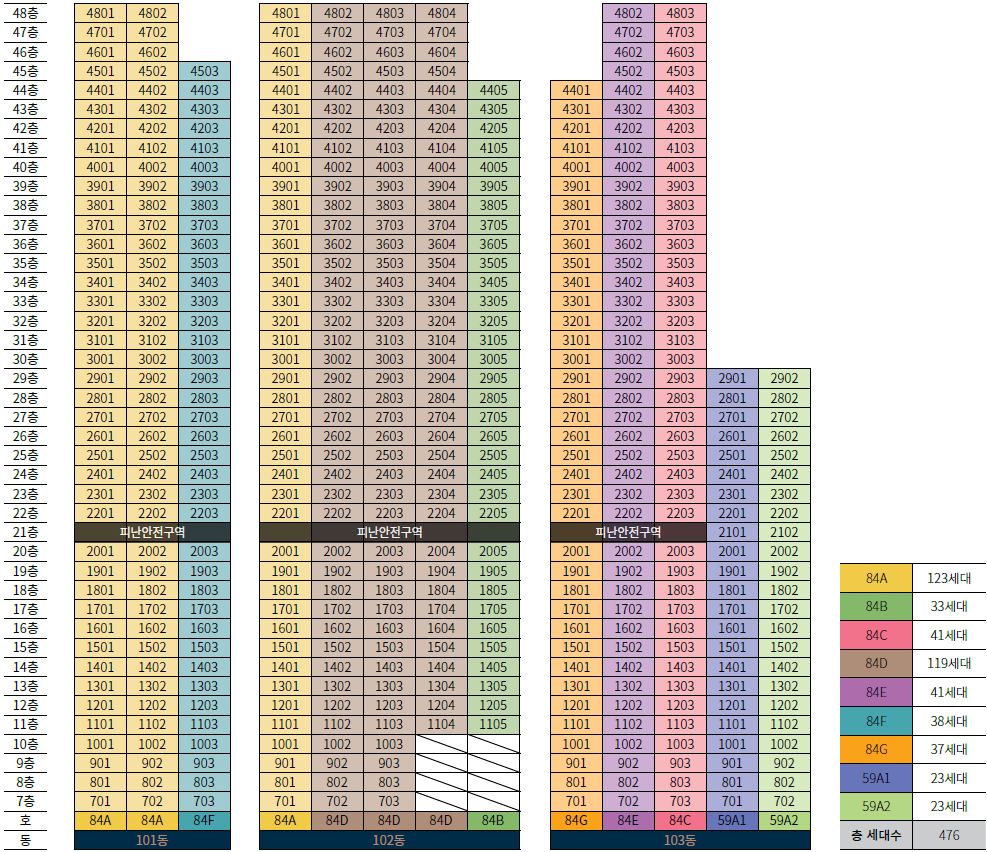 48층 4801 4802 4801 4802 4803 4804 4802 4803
47층 4701 4702 4701 4702 4703 4704 4702 4703
46층 4601 4602 4601 4602 4603 4604 4602 4603
45층 4501 4502 4503 4501 4502 4503 4504 4502 4503
44층 4401 4402 4403 4401 4402 4403 4404 4405 4401 4402 4403
43층 4301 4302 4303 4301 4302 4303 4304 4305 4301 4302 4303
42층 4201 4202 4203 4201 4202 4203 4204 4205 4201 4202 4203
41층 4101 4102 4103 4101 4102 4103 4104 4105 4101 4102 4103
40층 4001 4002 4003 4001 4002 4003 4004 4005 4001 4002 4003
39층 3901 3902 3903 3901 3902 3903 3904 3905 3901 3902 3903
38층 3801 3802 3803 3801 3802 3803 3804 3805 3801 3802 3803
37층 3701 3702 3703 3701 3702 3703 3704 3705 3701 3702 3703
36층 3601 3602 3603 3601 3602 3603 3604 3605 3601 3602 3603
35층 3501 3502 3503 3501 3502 3503 3504 3505 3501 3502 3503
34층 3401 3402 3403 3401 3402 3403 3404 3405 3401 3402 3403
33층 3301 3302 3303 3301 3302 3303 3304 3305 3301 3302 3303
32층 3201 3202 3203 3201 3202 3203 3204 3205 3201 3202 3203
31층 3101 3102 3103 3101 3102 3103 3104 3105 3101 3102 3103
30층 3001 3002 3003 3001 3002 3003 3004 3005 3001 3002 3003
29층 2901 2902 2903 2901 2902 2903 2904 2905 2901 2902 2903 2901 2902
28층 2801 2802 2803 2801 2802 2803 2804 2805 2801 2802 2803 2801 2802
27층 2701 2702 2703 2701 2702 2703 2704 2705 2701 2702 2703 2701 2702
26층 2601 2602 2603 2601 2602 2603 2604 2605 2601 2602 2603 2601 2602
25층 2501 2502 2503 2501 2502 2503 2504 2505 2501 2502 2503 2501 2502
24층 2401 2402 2403 2401 2402 2403 2404 2405 2401 2402 2403 2401 2402
23층 2301 2302 2303 2301 2302 2303 2304 2305 2301 2302 2303 2301 2302
22층 2201 2202 2203 2201 2202 2203 2204 2205 2201 2202 2203 2201 2202
21층 피난안전구역 피난안전구역 피난안전구역 2101 2102
20층 2001 2002 2003 2001 2002 2003 2004 2005 2001 2002 2003 2001 2002
19층 1901 1902 1903 1901 1902 1903 1904 1905 1901 1902 1903 1901 1902
18층 1801 1802 1803 1801 1802 1803 1804 1805 1801 1802 1803 1801 1802
17층 1701 1702 1703 1701 1702 1703 1704 1705 1701 1702 1703 1701 1702
16층 1601 1602 1603 1601 1602 1603 1604 1605 1601 1602 1603 1601 1602
15층 1501 1502 1503 1501 1502 1503 1504 1505 1501 1502 1503 1501 1502
14층 1401 1402 1403 1401 1402 1403 1404 1405 1401 1402 1403 1401 1402
13층 1301 1302 1303 1301 1302 1303 1304 1305 1301 1302 1303 1301 1302
12층 1201 1202 1203 1201 1202 1203 1204 1205 1201 1202 1203 1201 1202
11층 1101 1102 1103 1101 1102 1103 1104 1105 1101 1102 1103 1101 1102
10층 1001 1002 1003 1001 1002 1003 1001 1002 1003 1001 1002
9층 901 902 903 901 902 903 901 902 903 901 902
8층 801 802 803 801 802 803 801 802 803 801 802
7층 701 702 703 701 702 703 701 702 703 701 702
호 84A 84A 84F 84A 84D 84D 84D 84B 84G 84E 84C 59A1 59A2
동 101동 102동 103동
84A 123세대
84B 33세대
84C 41세대
84D 119세대
84E 41세대
84F 38세대
84G 37세대
59A1 23세대
59A2 23세대
총 세대수 476